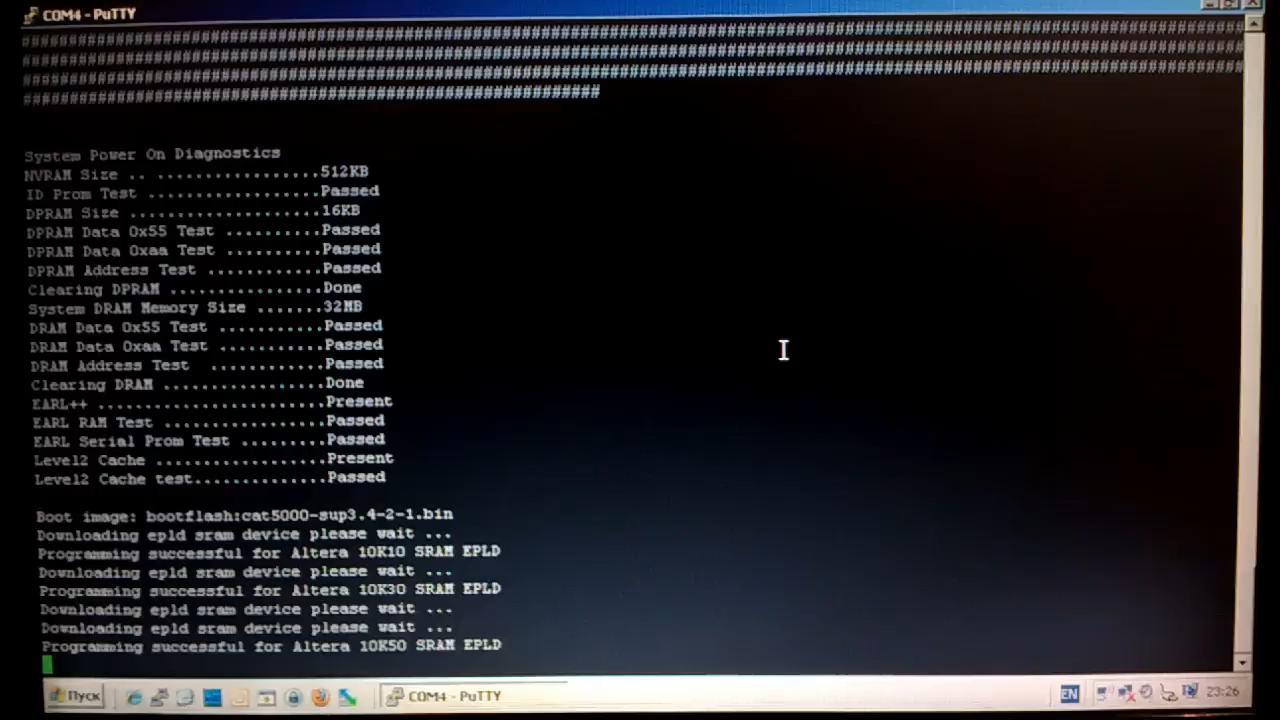 COM4 - PuTTY
####################################################################################################################################
####################################################################################################################################
####################################################################################################################################
#############################################################
System Power On Diagnostics
NVRAM Size .. .................512KB
ID Prom Test ..................Passed
DPRAM Size ....................16KB
DPRAM Data 0x55 Test ..........Passed
DPRAM Data 0xaa Test ..........Passed
DPRAM Address Test ............Passed
Clearing DPRAM ................Done
System DRAM Memory Size .......32MB
DRAM Data 0x55 Test ...........Passed
DRAM Data 0xaa Test ...........Passed
DRAM Address Test  ............Passed
Clearing DRAM .................Done
EARL++ ........................Present
EARL RAM Test .................Passed
EARL Serial Prom Test .........Passed
Level2 Cache ..................Present
Level2 Cache test..............Passed
Boot image: bootflash:cat5000-sup3.4-2-1.bin
Downloading epld sram device please wait ...
Programming successful for Altera 10K10 SRAM EPLD
Downloading epld sram device please wait ...
Programming successful for Altera 10K30 SRAM EPLD
Downloading epld sram device please wait ...
Downloading epld sram device please wait ...
Programming successful for Altera 10K50 SRAM EPLD
Пуск
COM4 - PuTTY
EN
23:26